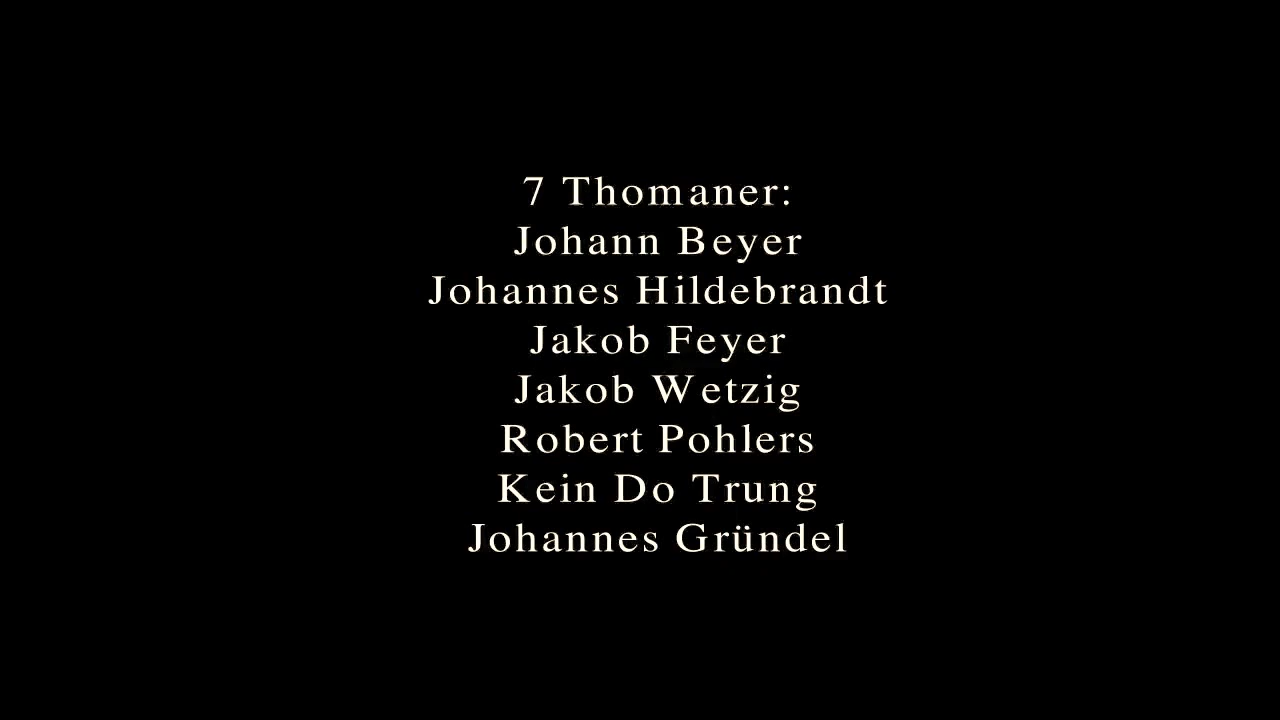 7 Thomaner:
Johann Beyer
Johannes Hildebrandt
Jakob Feyer
Jakob Wetzig
Robert Pohlers
Kein Do Trung
Johannes Gründel